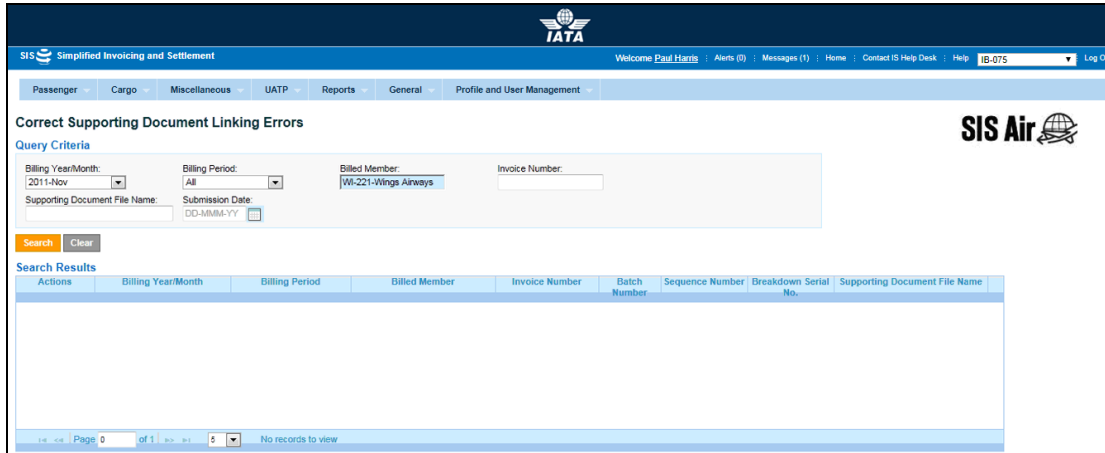 IATA
SIS Simplified Invoicing and Settlement
Welcome Paul Harris Alerts (0) Messages (1) Home Contact IS Help Desk Help IB-075 Log O
Passenger Cargo Miscellaneous UATP Reports General Profile and User Management
Correct Supporting Document Linking Errors
SIS Air
Query Criteria
Billing Year/Month: Billing Period: Billed Member: Invoice Number:
2011-Nov All WI-221-Wings Airways
Supporting Document File Name: Submission Date:
DD-MMM-YY
Search Clear
Search Results
Actions Billing Year/Month Billing Period Billed Member Invoice Number Batch Number Sequence Number Breakdown Serial No. Supporting Document File Name
Page 0 of 1 5 No records to view